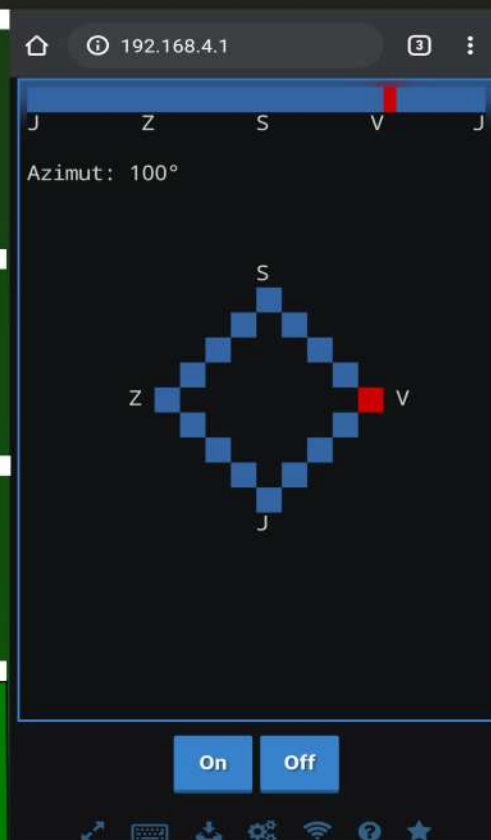 192.168.4.1
3
J Z S V J
Azimut: 100°
S
Z V
J
On Off
?